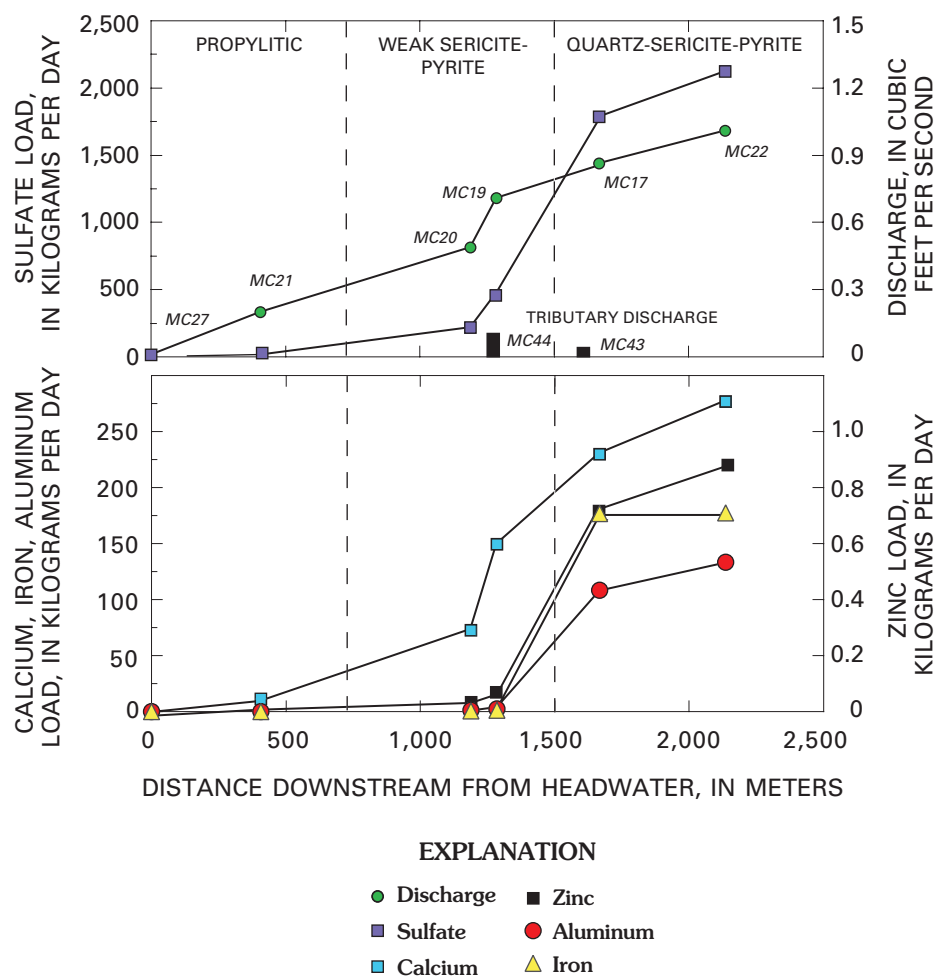 2,500
2,000
1,500
1,000
500
0
SULFATE LOAD,
IN KILOGRAMS PER DAY
PROPYLITIC
WEAK SERICITE-
PYRITE
QUARTZ-SERICITE-PYRITE
MC27
MC21
MC20
MC19
MC17
MC22
TRIBUTARY DISCHARGE
MC44
MC43
1.5
1.2
0.9
0.6
0.3
0
DISCHARGE, IN CUBIC
FEET PER SECOND
250
200
150
100
50
0
CALCIUM, IRON, ALUMINUM
LOAD, IN KILOGRAMS PER DAY
1.0
0.8
0.6
0.4
0.2
0
ZINC LOAD, IN
KILOGRAMS PER DAY
0 500 1,000 1,500 2,000 2,500
DISTANCE DOWNSTREAM FROM HEADWATER, IN METERS
EXPLANATION
Discharge
Sulfate
Calcium
Zinc
Aluminum
Iron